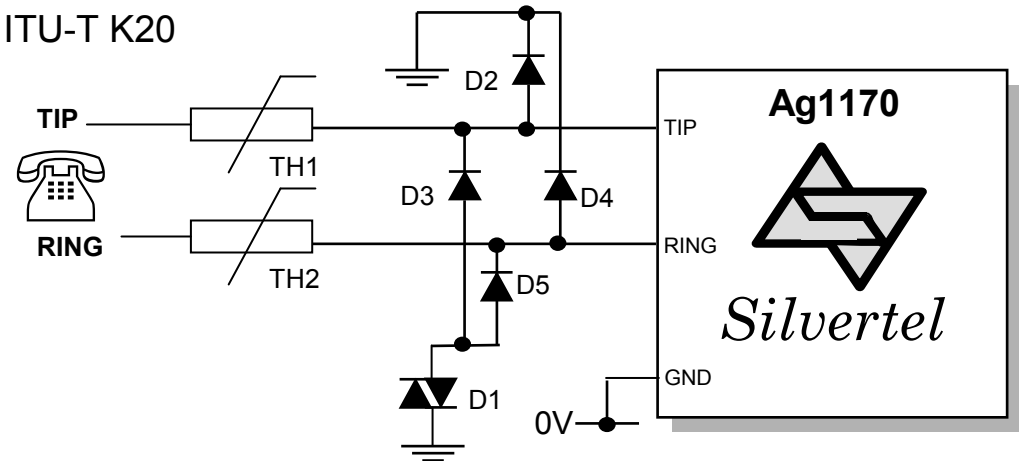 ITU-T K20
D2
Ag1170
TIP
TIP
TH1
D3
D4
RING
RING
TH2
D5
Silvertel
GND
D1
0V